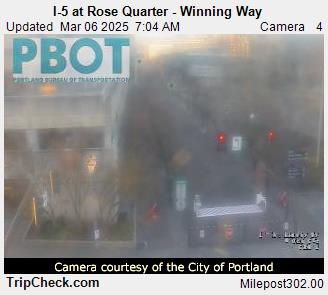 I-5 at Rose Quarter - Winning Way
Updated Mar 06 2025 7:04 AM Camera 4
PBOT
PORTLAND BUREAU OF TRANSPORTATION
Camera courtesy of the City of Portland
TripCheck.com Milepost302.00